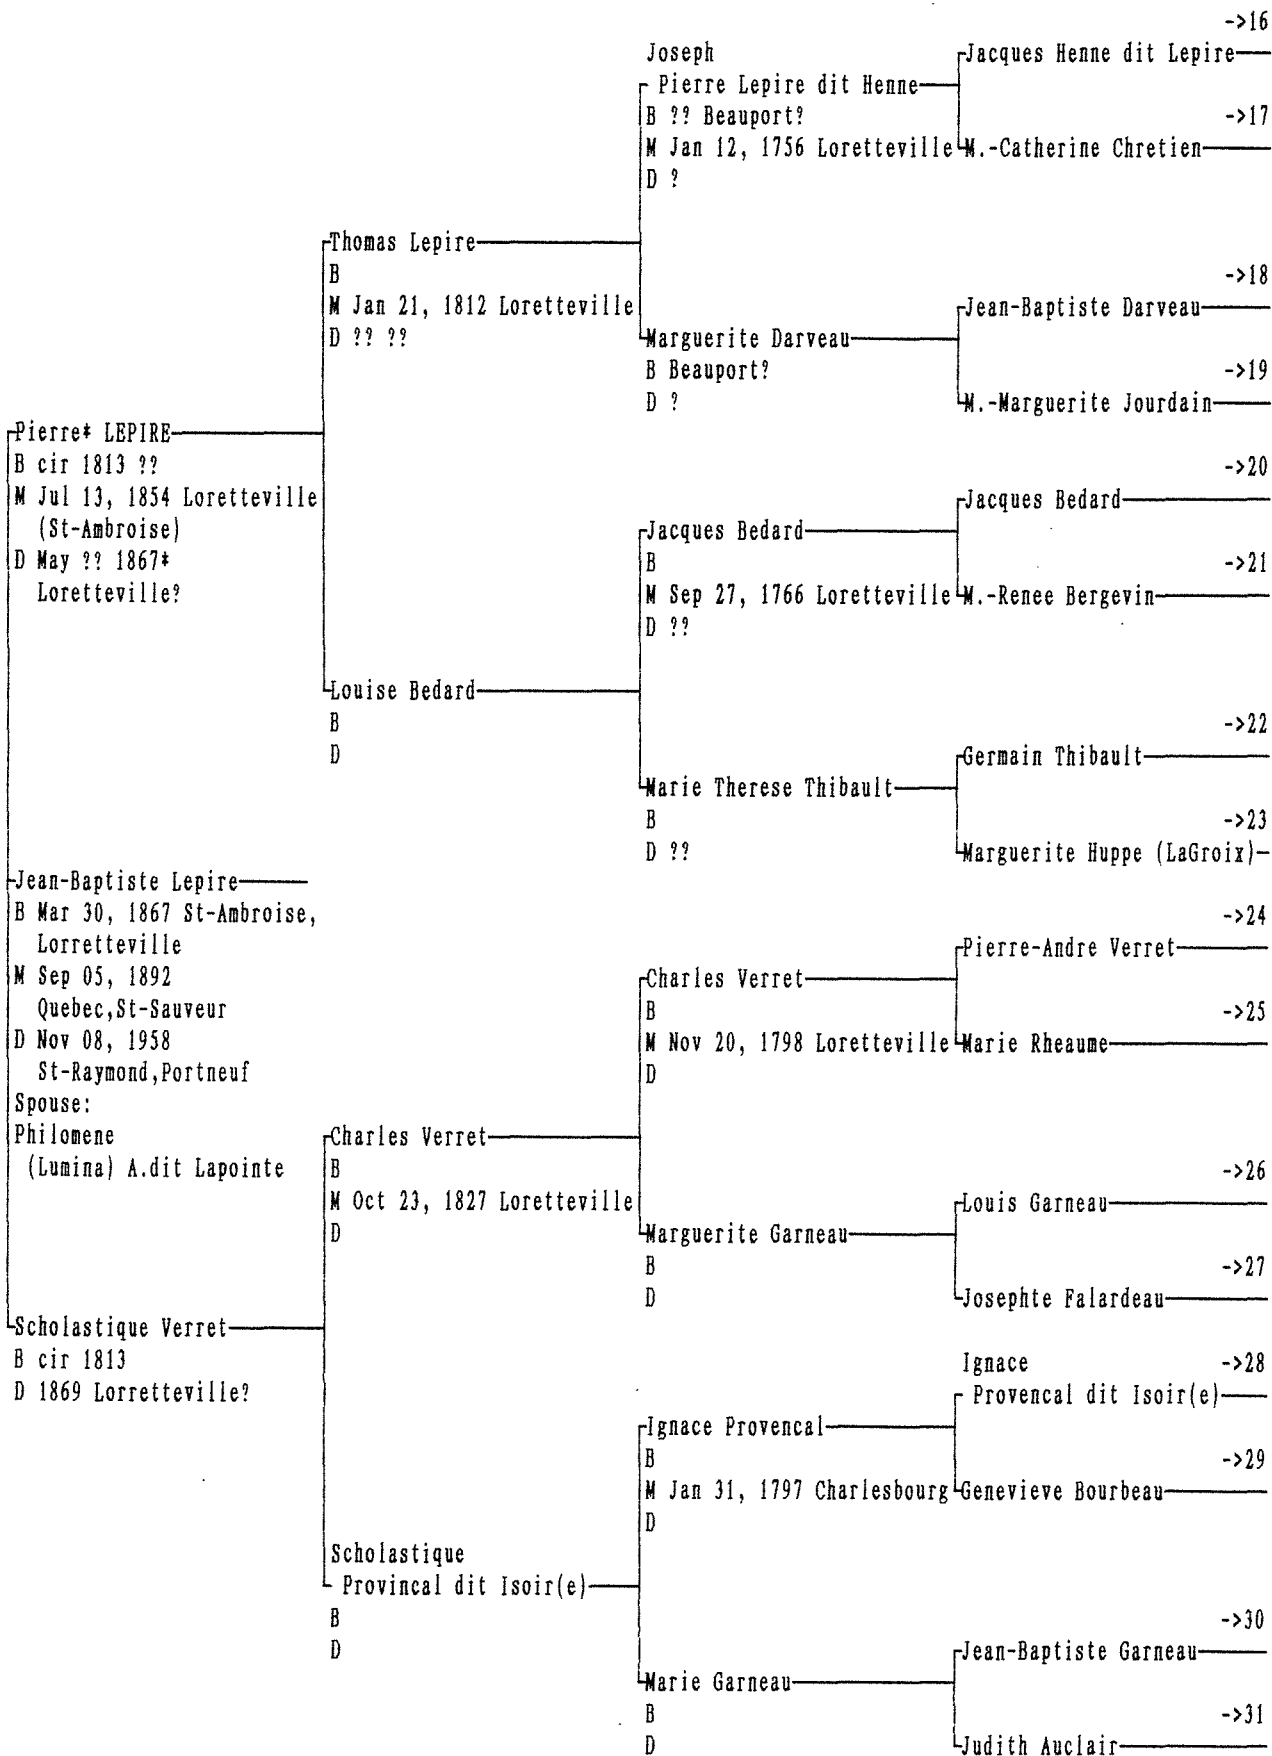 ->16
Joseph
Jacques Henne dit Lepire
Pierre Lepire dit Henne
B ?? Beauport?
->17
M Jan 12, 1756 Loretteville
M.-Catherine Chretien
D ?
Thomas Lepire
B
->18
M Jan 21, 1812 Loretteville
Jean-Baptiste Darveau
D ?? ??
Marguerite Darveau
B Beauport?
->19
D ?
M.-Marguerite Jourdain
Pierre* LEPIRE
B cir 1813 ??
->20
M Jul 13, 1854 Loretteville
Jacques Bedard
(St-Ambroise)
Jacques Bedard
D May ?? 1867*
B
->21
Loretteville?
M Sep 27, 1766 Loretteville
M.-Renee Bergevin
D ??
Louise Bedard
B
->22
D
Germain Thibault
Marie Therese Thibault
B
->23
D ??
Marguerite Huppe (LaGroix)
Jean-Baptiste Lepire
B Mar 30, 1867 St-Ambroise,
->24
Lorretteville
Pierre-Andre Verret
M Sep 05, 1892
Charles Verret
Quebec,St-Sauveur
B
->25
D Nov 08, 1958
M Nov 20, 1798 Loretteville
Marie Rheaume
St-Raymond,Portneuf
D
Spouse:
Philomene
Charles Verret
(Lumina) A.dit Lapointe
B
->26
M Oct 23, 1827 Loretteville
Louis Garneau
D
Marguerite Garneau
B
->27
D
Josephte Falardeau
Scholastique Verret
B cir 1813
Ignace
->28
D 1869 Lorretteville?
Provencal dit Isoir(e)
Ignace Provencal
B
->29
M Jan 31, 1797 Charlesbourg
Genevieve Bourbeau
D
Scholastique
Provincal dit Isoir(e)
B
->30
D
Jean-Baptiste Garneau
Marie Garneau
B
->31
D
Judith Auclair